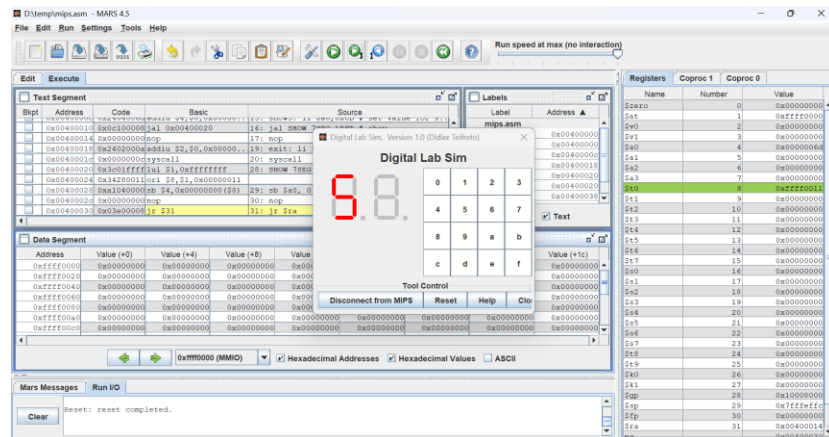 D:\temp\mips.asm - MARS 4.5
File Edit Run Settings Tools Help
Run speed at max (no interaction)
Edit Execute
Text Segment
Bkpt Address Code Basic Source
0x00400010 0x0c100008 jal 0x00400020 16: jal SHOW
0x00400014 0x00000000 nop 17: nop
0x00400018 0x2402000a addiu $2,$0,0x00000... 19: exit: li
0x0040001c 0x0000000c syscall 20: syscall
0x00400020 0x3c01ffff lui $1,0xffffffff 28: SHOW_7SEG
0x00400024 0x34280011 ori $8,$1,0x00000011
0x00400028 0xa1040000 sb $4,0x00000000($8) 29: sb $a0, 0
0x0040002c 0x00000000 nop 30: nop
0x00400030 0x03e00008 jr $31 31: jr $ra
Labels
Label Address ▲
mips.asm
0x00400000
0x0040000c
0x00400018
0x00400020
0x00400020
0x00400038
Text
Digital Lab Sim, Version 1.0 (Didier Teifreto)
Digital Lab Sim
0 1 2 3
4 5 6 7
8 9 a b
c d e f
Tool Control
Disconnect from MIPS Reset Help Clo
Data Segment
Address Value (+0) Value (+4) Value (+8) Value Value (+1c)
0xffff0000 0x00000000 0x00000000 0x00000000 0x00000000
0xffff0020 0x00000000 0x00000000 0x00000000 0x00000000
0xffff0040 0x00000000 0x00000000 0x00000000 0x00000000
0xffff0060 0x00000000 0x00000000 0x00000000 0x00000000
0xffff0080 0x00000000 0x00000000 0x00000000 0x00000000
0xffff00a0 0x00000000 0x00000000 0x00000000 0x00000000 0x00000000 0x00000000 0x00000000 0x00000000
0xffff00c0 0x00000000 0x00000000 0x00000000 0x00000000 0x00000000 0x00000000 0x00000000 0x00000000
0xffff0000 (MMIO) Hexadecimal Addresses Hexadecimal Values ASCII
Mars Messages Run I/O
Reset: reset completed.
Clear
Registers Coproc 1 Coproc 0
Name Number Value
$zero 0 0x00000000
$at 1 0xffff0000
$v0 2 0x00000000
$v1 3 0x00000000
$a0 4 0x0000006d
$a1 5 0x00000000
$a2 6 0x00000000
$a3 7 0x00000000
$t0 8 0xffff0011
$t1 9 0x00000000
$t2 10 0x00000000
$t3 11 0x00000000
$t4 12 0x00000000
$t5 13 0x00000000
$t6 14 0x00000000
$t7 15 0x00000000
$s0 16 0x00000000
$s1 17 0x00000000
$s2 18 0x00000000
$s3 19 0x00000000
$s4 20 0x00000000
$s5 21 0x00000000
$s6 22 0x00000000
$s7 23 0x00000000
$t8 24 0x00000000
$t9 25 0x00000000
$k0 26 0x00000000
$k1 27 0x00000000
$gp 28 0x10008000
$sp 29 0x7fffeffc
$fp 30 0x00000000
$ra 31 0x00400014